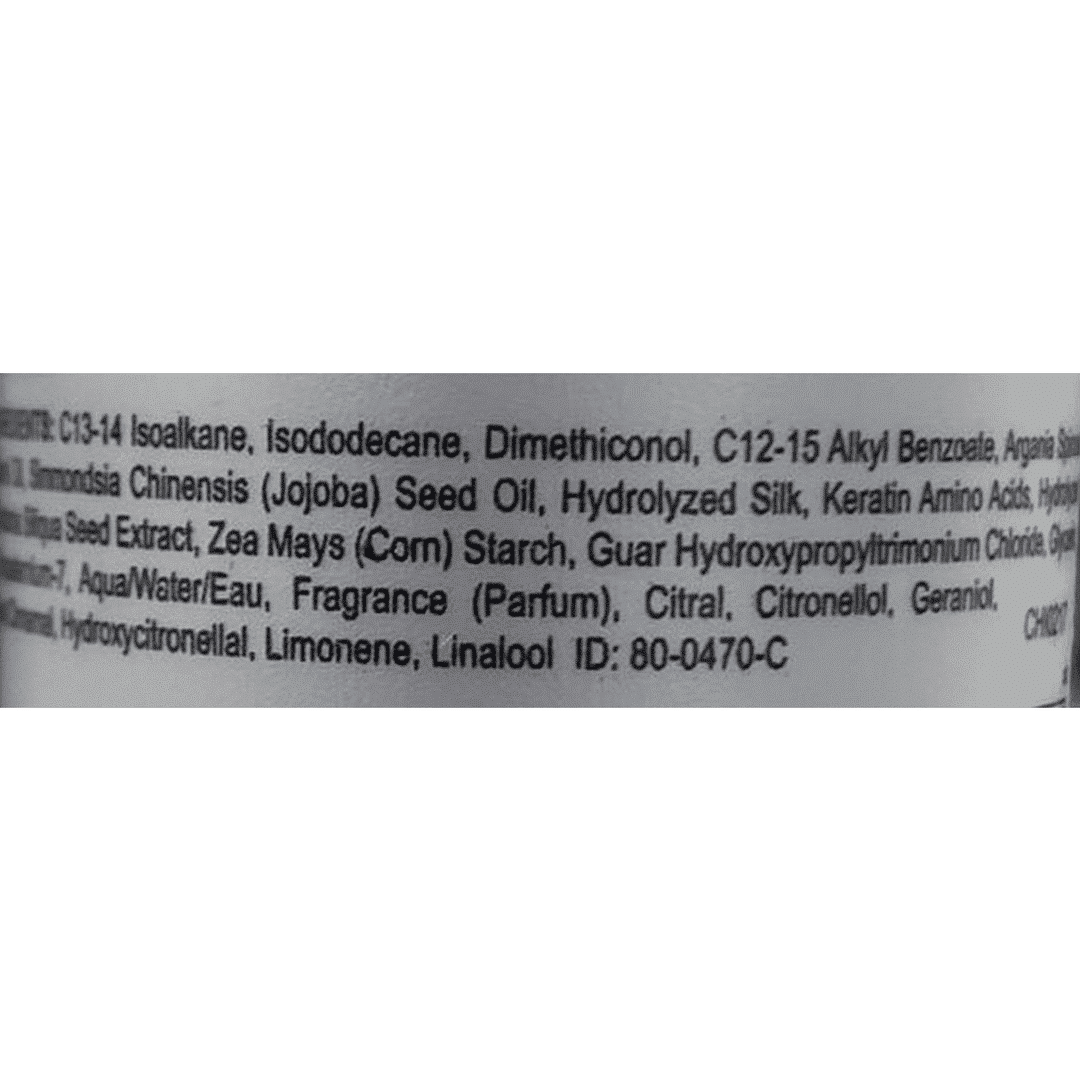 C13-14 Isoalkane, Isododecane, Dimethiconol, C12-15 Alkyl Benzoate, Argania
Simmondsia Chinensis (Jojoba) Seed Oil, Hydrolyzed Silk, Keratin Amino Acids,
Seed Extract, Zea Mays (Corn) Starch, Guar Hydroxypropyltrimonium Chloride,
Aqua/Water/Eau, Fragrance (Parfum), Citral, Citronellol, Geraniol,
Hydroxycitronellal, Limonene, Linalool ID: 80-0470-C